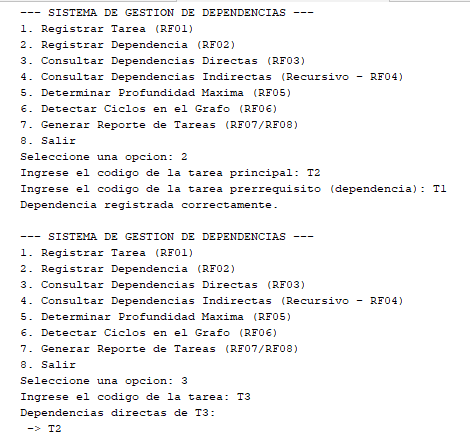 --- SISTEMA DE GESTION DE DEPENDENCIAS ---
1. Registrar Tarea (RF01)
2. Registrar Dependencia (RF02)
3. Consultar Dependencias Directas (RF03)
4. Consultar Dependencias Indirectas (Recursivo - RF04)
5. Determinar Profundidad Maxima (RF05)
6. Detectar Ciclos en el Grafo (RF06)
7. Generar Reporte de Tareas (RF07/RF08)
8. Salir
Seleccione una opcion: 2
Ingrese el codigo de la tarea principal: T2
Ingrese el codigo de la tarea prerrequisito (dependencia): T1
Dependencia registrada correctamente.

--- SISTEMA DE GESTION DE DEPENDENCIAS ---
1. Registrar Tarea (RF01)
2. Registrar Dependencia (RF02)
3. Consultar Dependencias Directas (RF03)
4. Consultar Dependencias Indirectas (Recursivo - RF04)
5. Determinar Profundidad Maxima (RF05)
6. Detectar Ciclos en el Grafo (RF06)
7. Generar Reporte de Tareas (RF07/RF08)
8. Salir
Seleccione una opcion: 3
Ingrese el codigo de la tarea: T3
Dependencias directas de T3:
-> T2